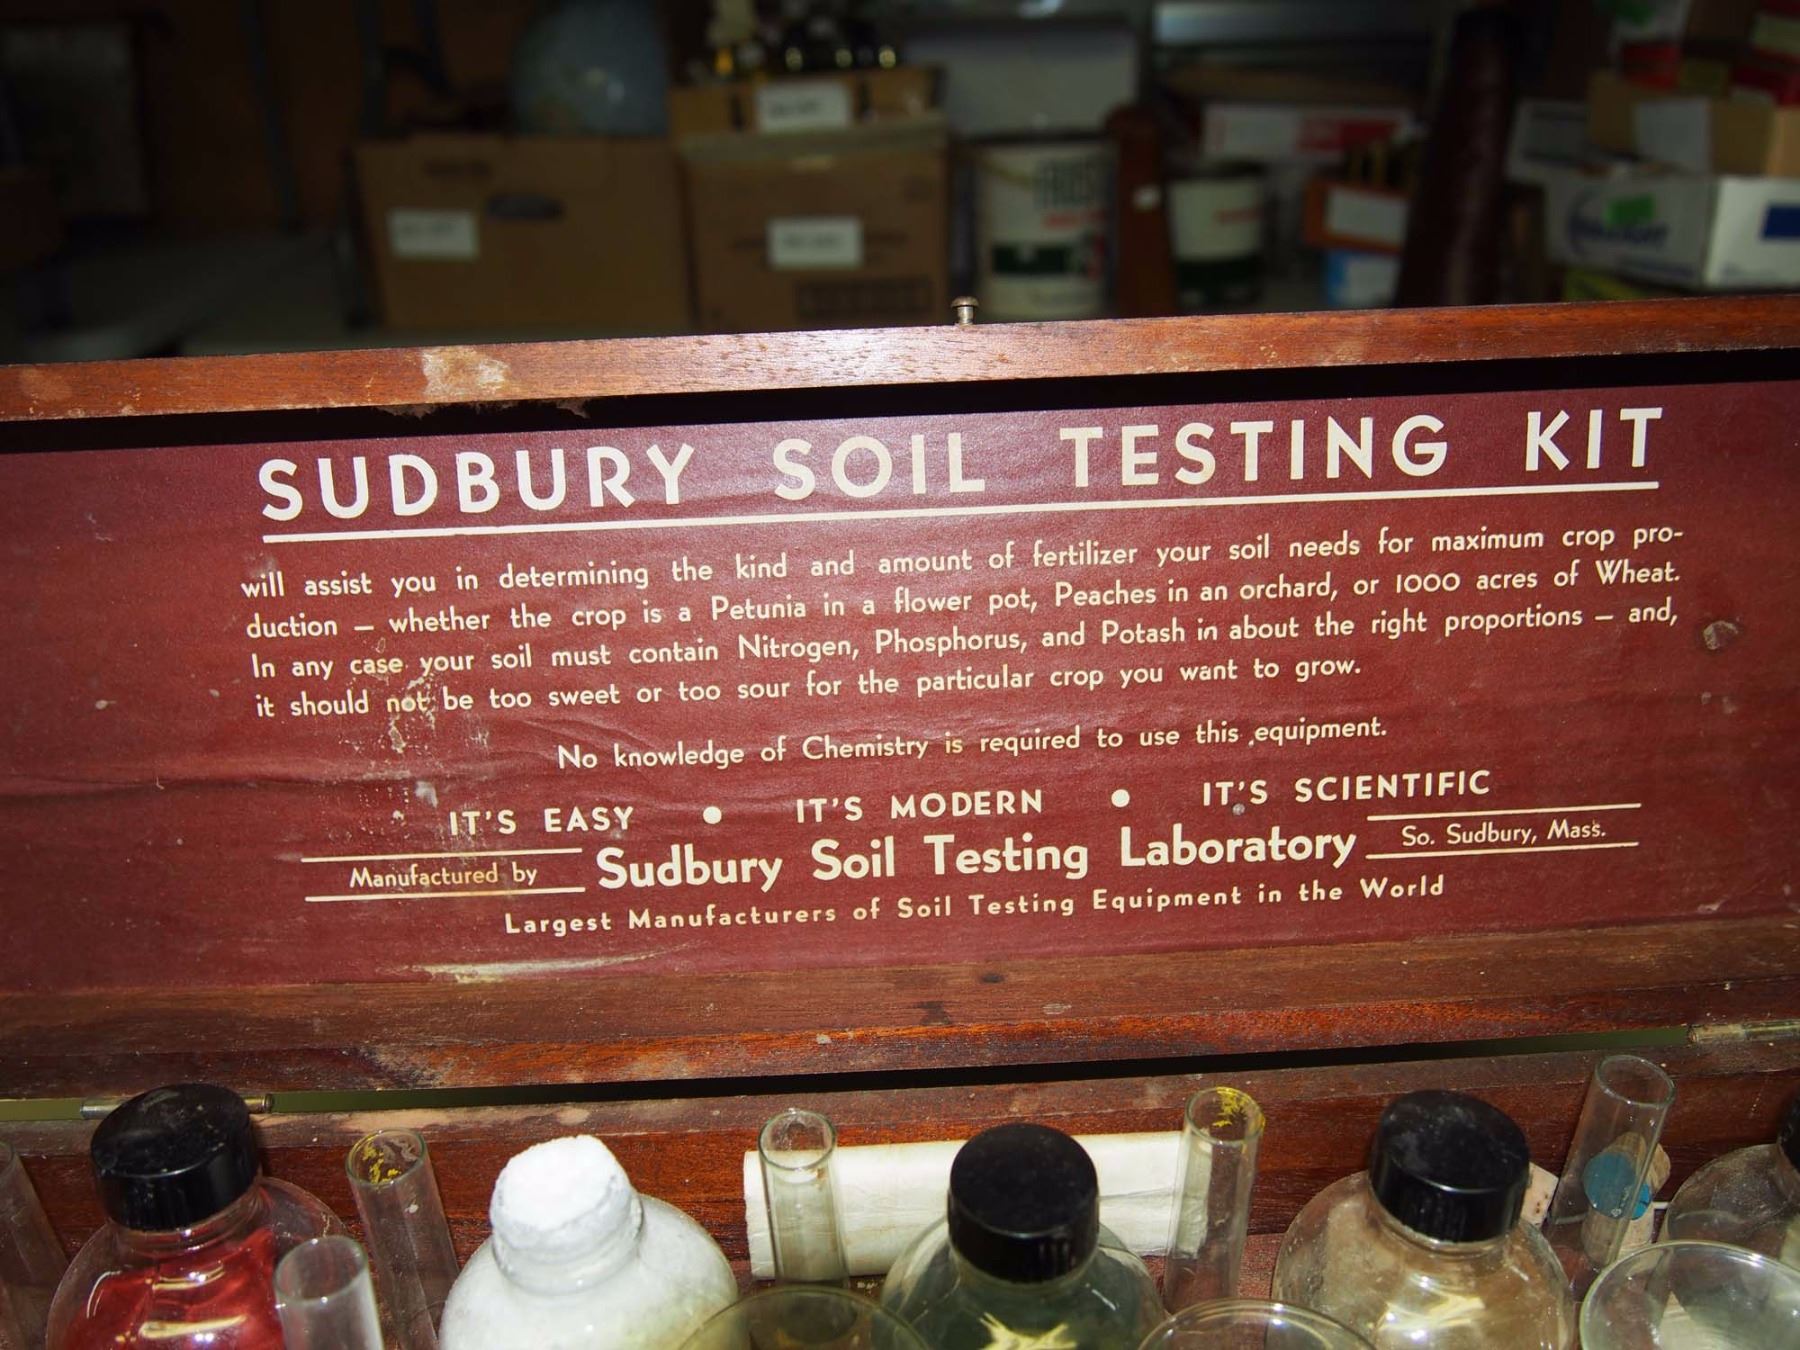 SUDBURY SOIL TESTING KIT
will assist you in determining the kind and amount of fertilizer your soil needs for maximum crop pro-
duction — whether the crop is a Petunia in a flower pot, Peaches in an orchard, or 1000 acres of Wheat.
In any case your soil must contain Nitrogen, Phosphorus, and Potash in about the right proportions — and,
it should not be too sweet or too sour for the particular crop you want to grow.
No knowledge of Chemistry is required to use this equipment.
IT'S EASY • IT'S MODERN • IT'S SCIENTIFIC
Manufactured by Sudbury Soil Testing Laboratory So. Sudbury, Mass.
Largest Manufacturers of Soil Testing Equipment in the World